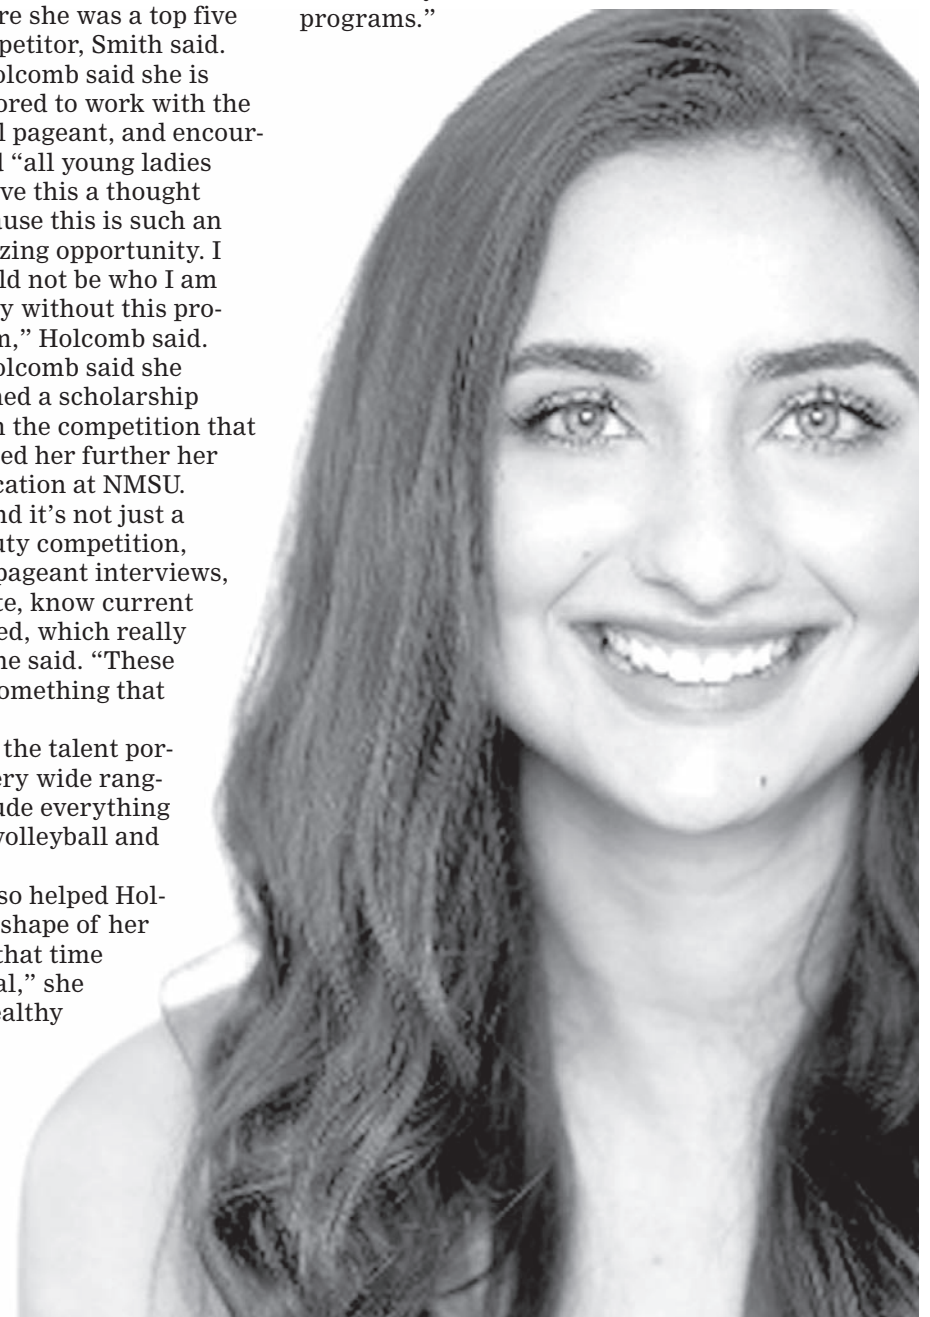 re she was a top five
petitor, Smith said.
olcomb said she is
ored to work with the
l pageant, and encour-
l “all young ladies
ve this a thought
ause this is such an
zing opportunity. I
ld not be who I am
y without this pro-
m,” Holcomb said.
olcomb said she
ned a scholarship
n the competition that
ed her further her
cation at NMSU.
nd it’s not just a
uty competition,
pageant interviews,
te, know current
ed, which really
he said. “These
omething that
the talent por-
ery wide rang-
ude everything
volleyball and
so helped Hol-
shape of her
that time
al,” she
ealthy
programs.”